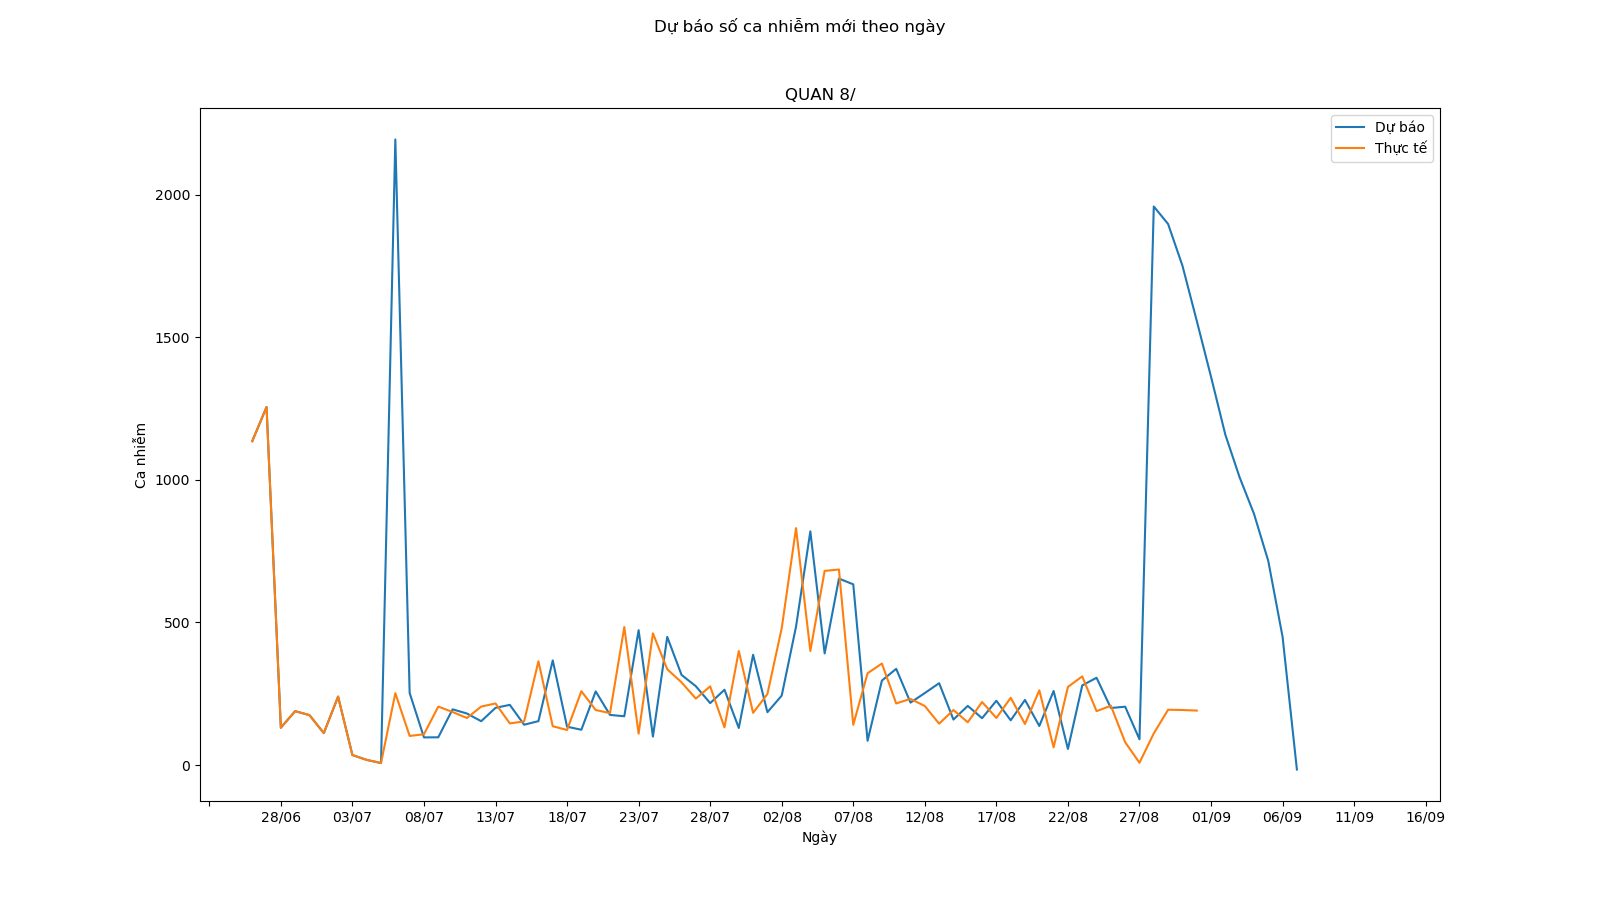 Dự báo số ca nhiễm mới theo ngày
QUAN 8/
Dự báo
Thực tế
2000
1500
1000
500
0
Ca nhiễm
28/06 03/07 08/07 13/07 18/07 23/07 28/07 02/08 07/08 12/08 17/08 22/08 27/08 01/09 06/09 11/09 16/09
Ngày